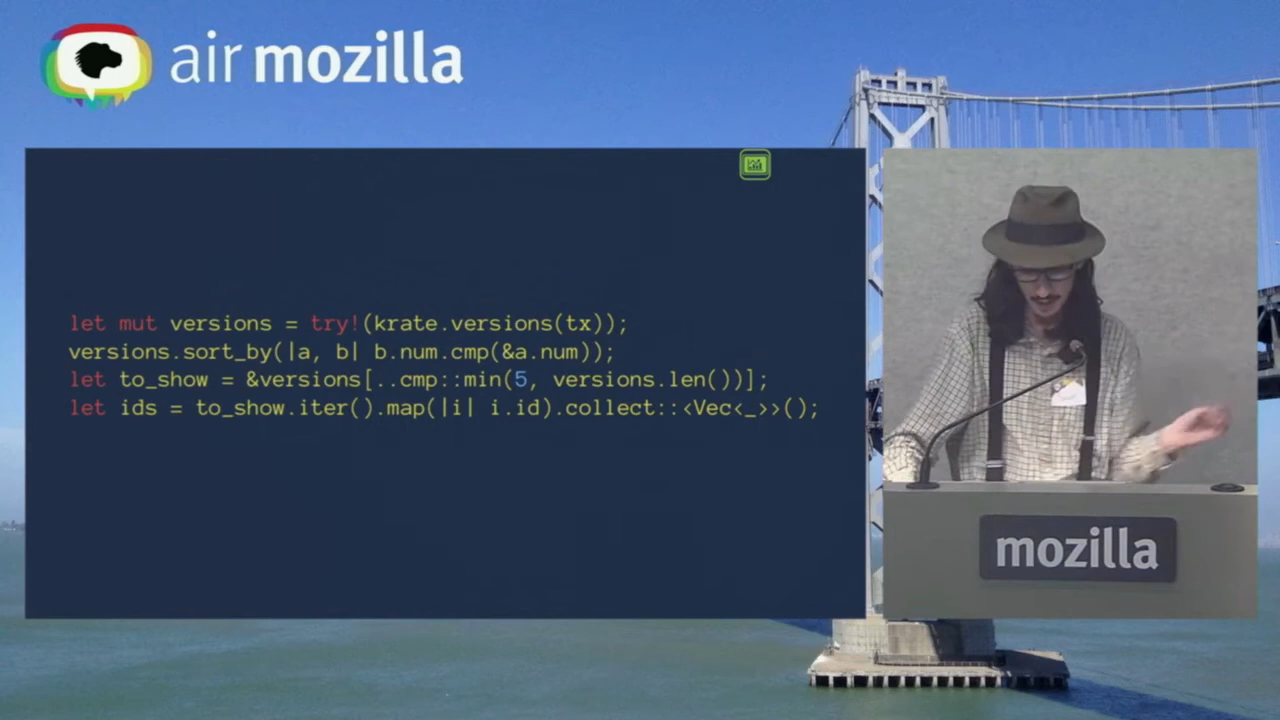 air mozilla
let mut versions = try!(krate.versions(tx));
versions.sort_by(|a, b| b.num.cmp(&a.num));
let to_show = &versions[..cmp::min(5, versions.len())];
let ids = to_show.iter().map(|i| i.id).collect::<Vec<_>>();
mozilla